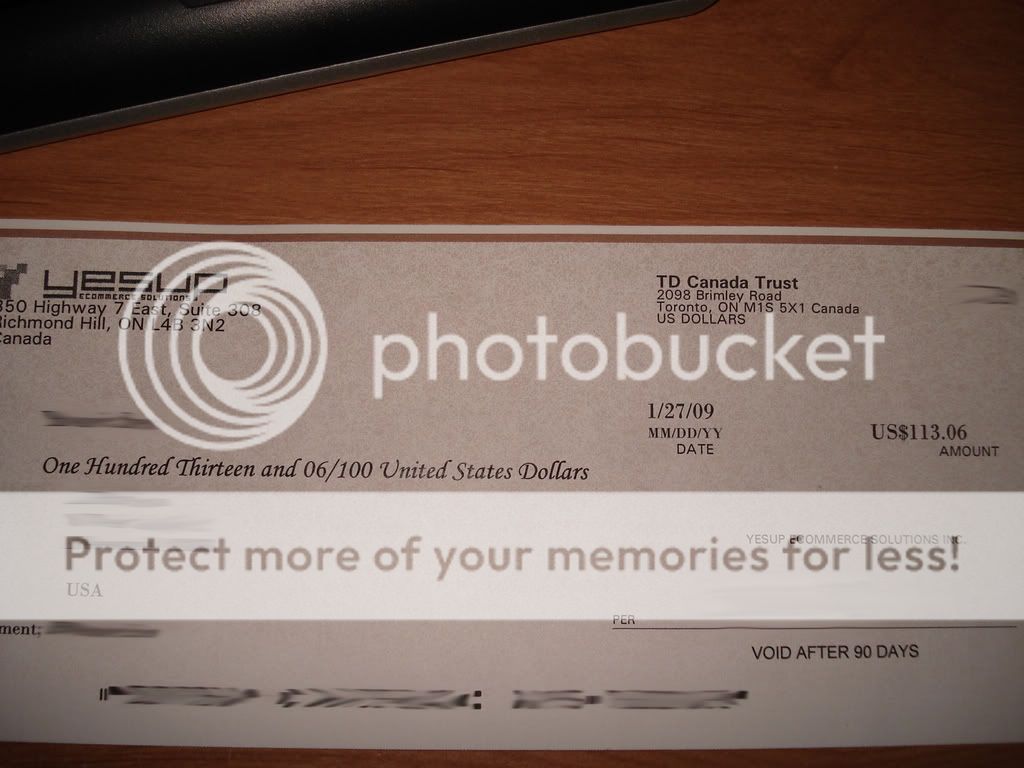 yesup
ECOMMERCE SOLUTIONS
350 Highway 7 East, Suite 308
Richmond Hill, ON L4B 3N2
Canada
TD Canada Trust
2098 Brimley Road
Toronto, ON M1S 5X1 Canada
US DOLLARS
photobucket
1/27/09
MM/DD/YY
DATE
US$113.06
AMOUNT
One Hundred Thirteen and 06/100 United States Dollars
YESUP ECOMMERCE SOLUTIONS INC.
Protect more of your memories for less!
USA
PER
ment;
VOID AFTER 90 DAYS